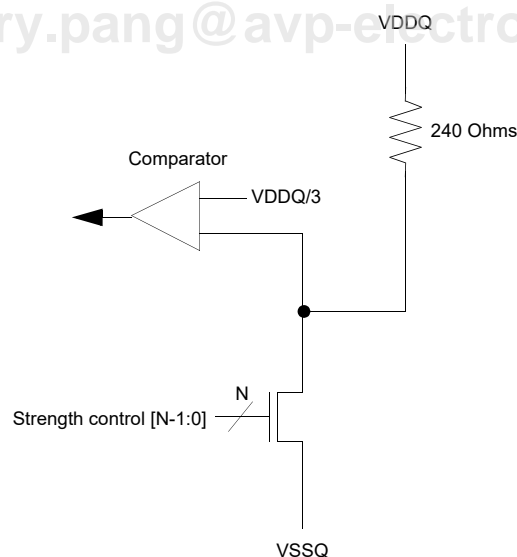 ry.pang@avp-electro
VDDQ
240 Ohms
Comparator
VDDQ/3
N
Strength control [N-1:0]
VSSQ